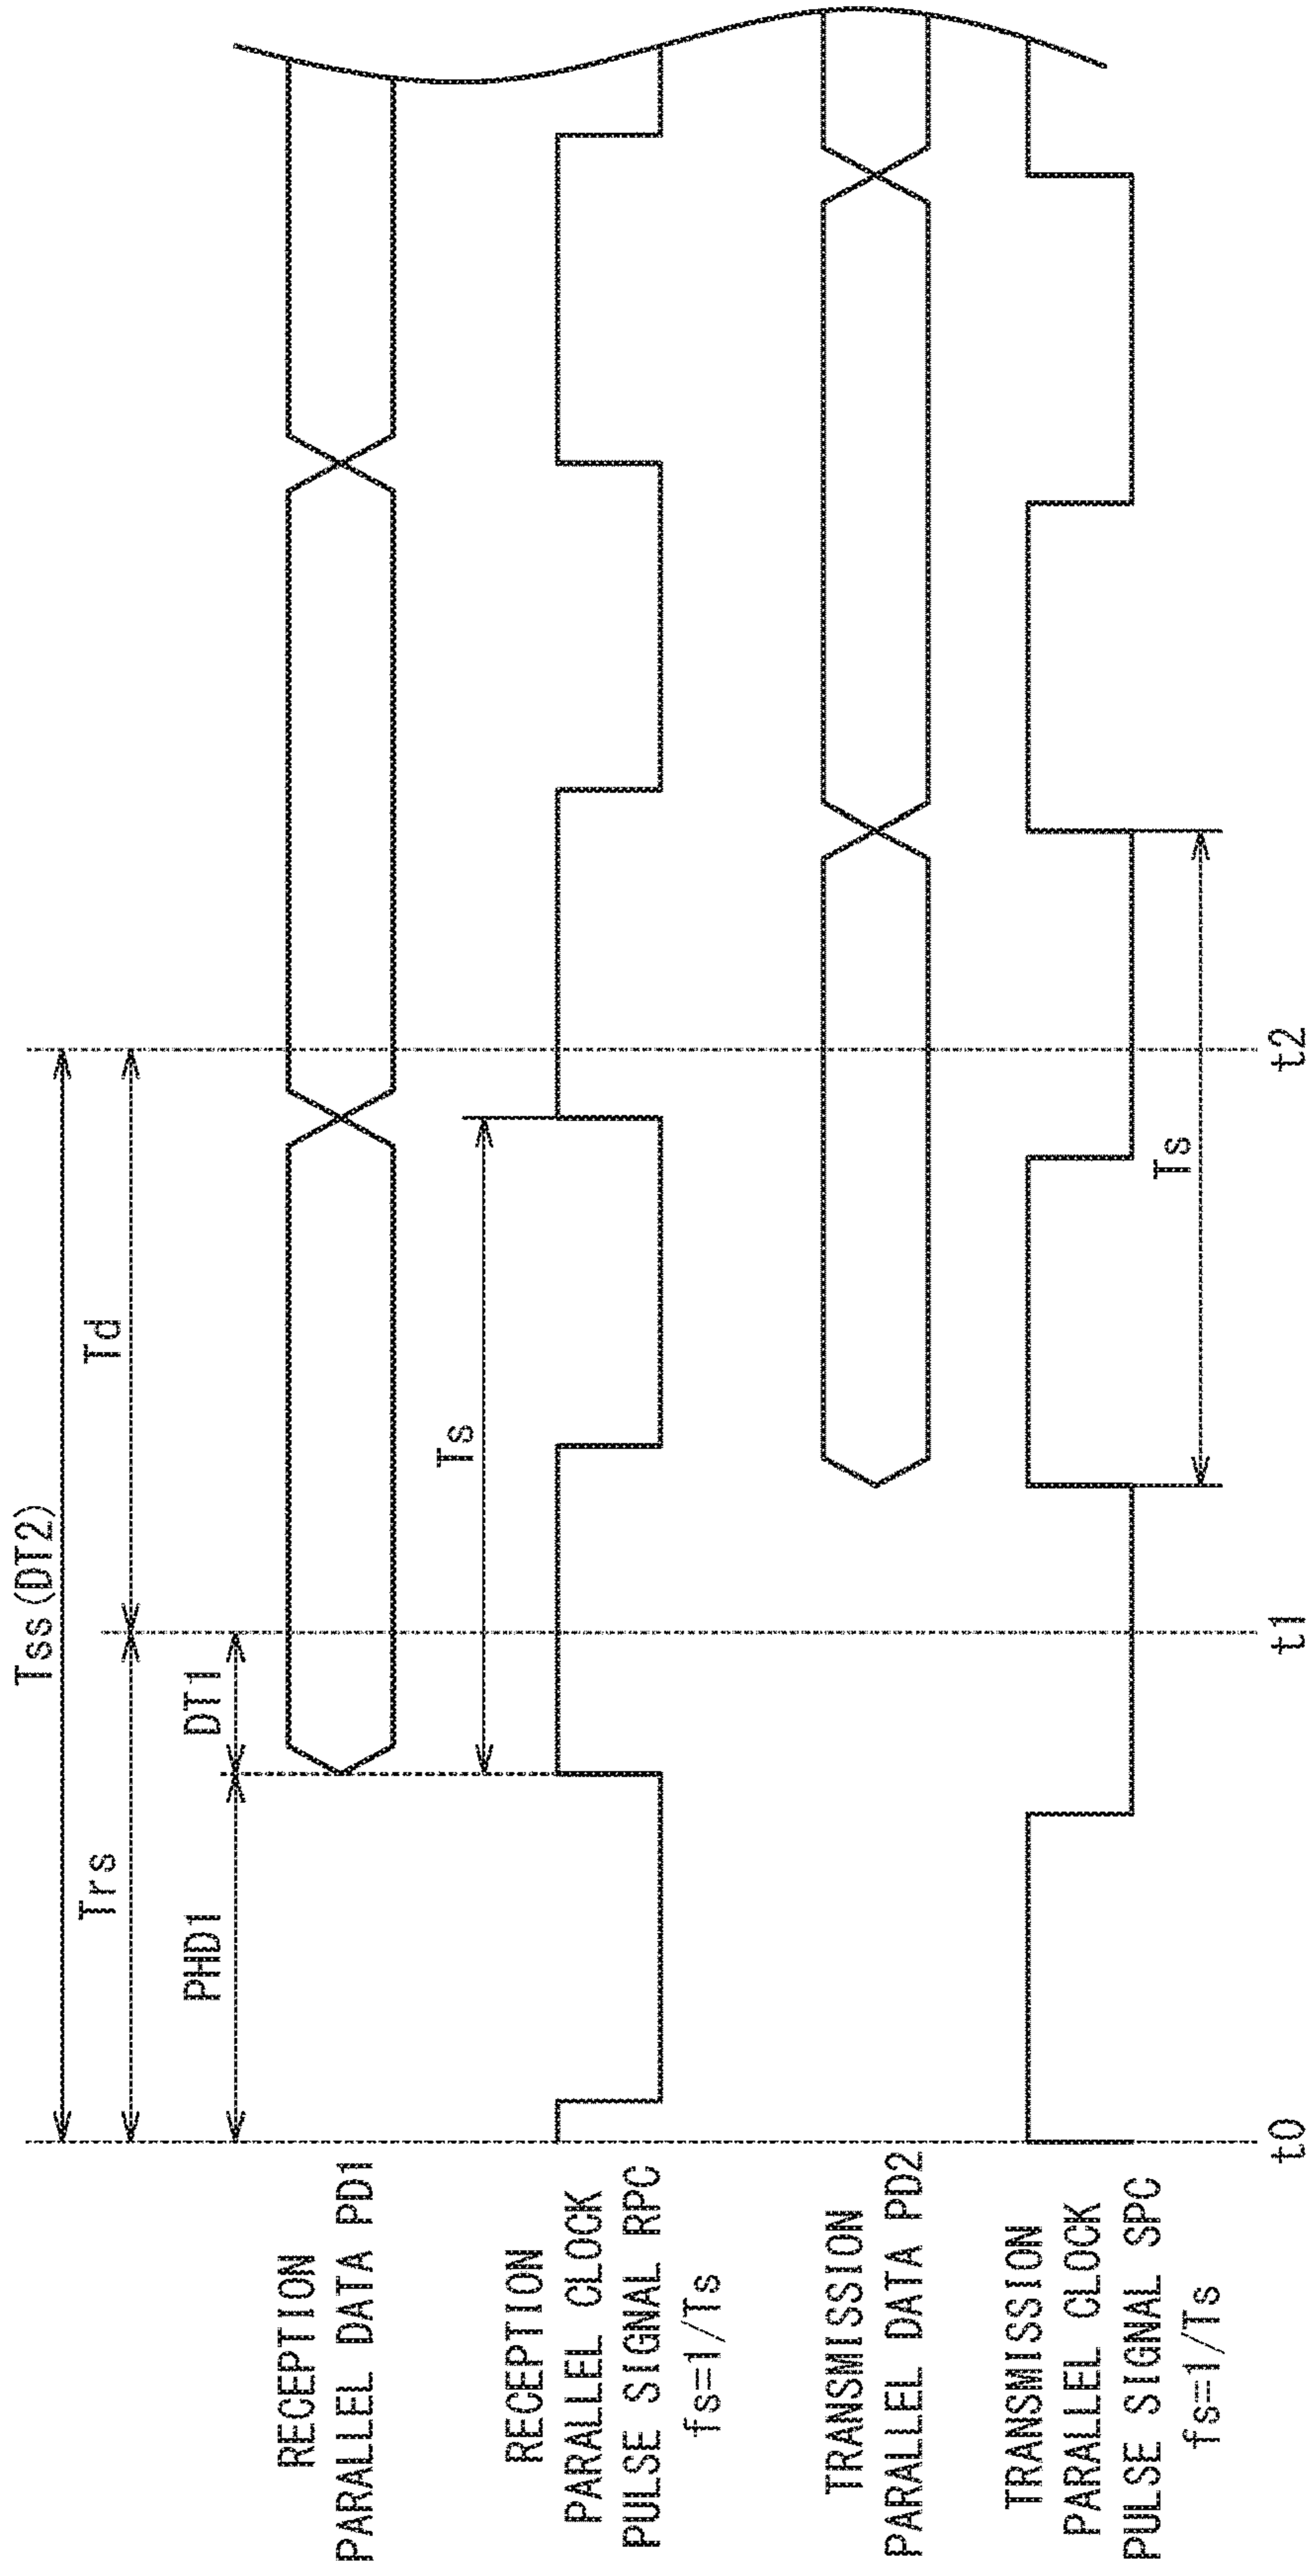 Tss(DT2)
Trs
Td
PHD1
DT1
RECEPTION
PARALLEL DATA PD1
Ts
RECEPTION
PARALLEL CLOCK
PULSE SIGNAL RPC
fs=1/Ts
TRANSMISSION
PARALLEL DATA PD2
TRANSMISSION
PARALLEL CLOCK
PULSE SIGNAL SPC
fs=1/Ts
Ts
t0
t1
t2